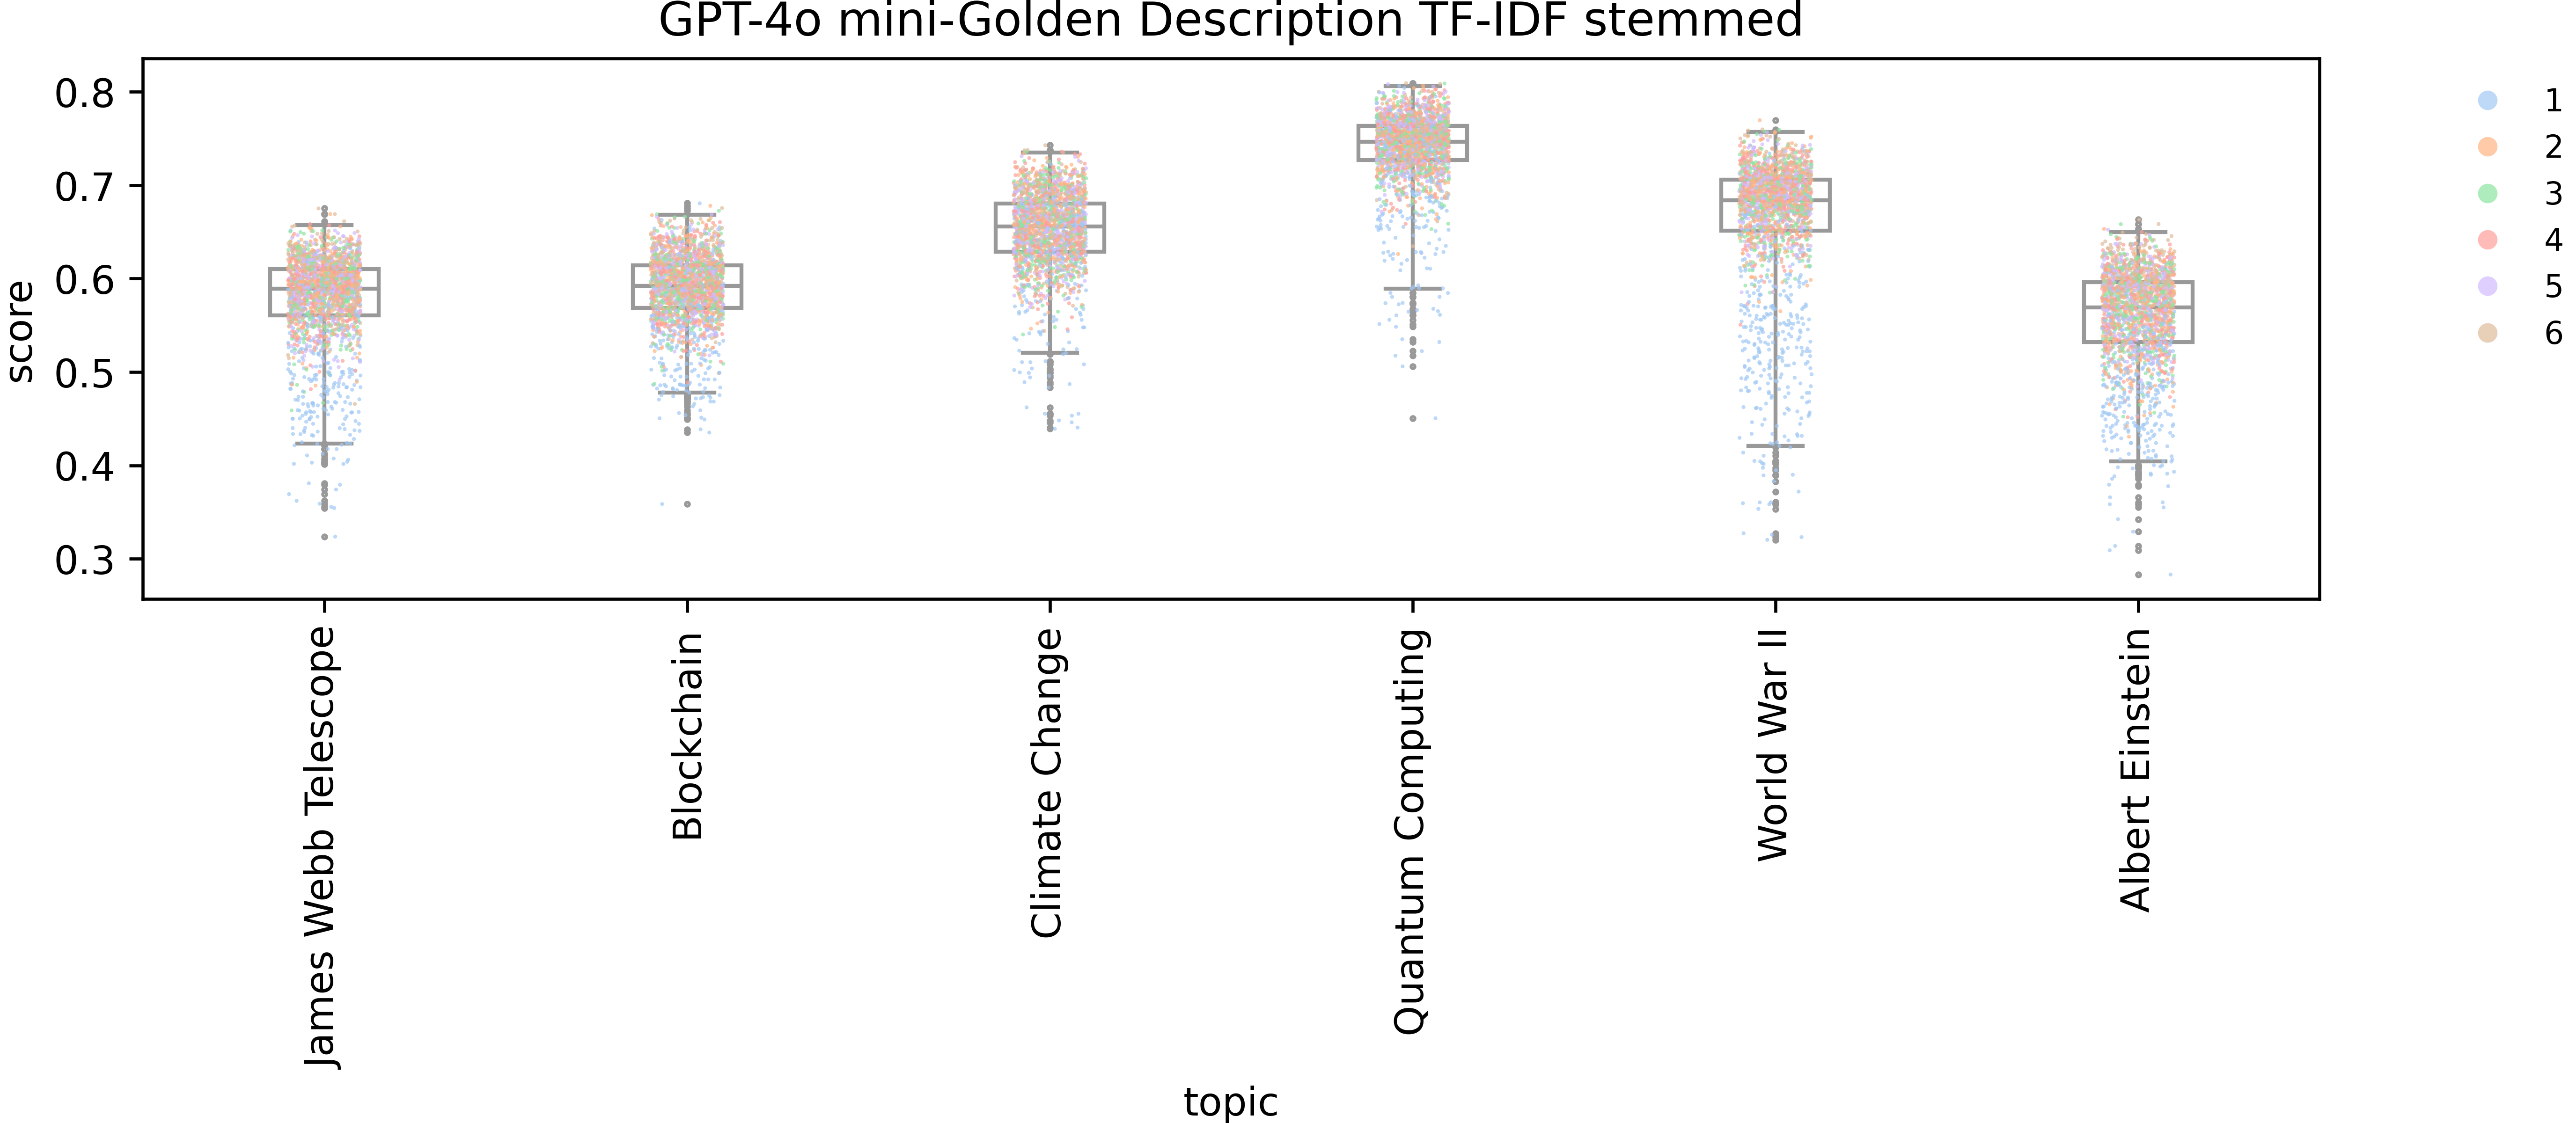 GPT-4o mini-Golden Description TF-IDF stemmed
score
0.8
0.7
0.6
0.5
0.4
0.3
James Webb Telescope
Blockchain
Climate Change
Quantum Computing
World War II
Albert Einstein
topic
1
2
3
4
5
6